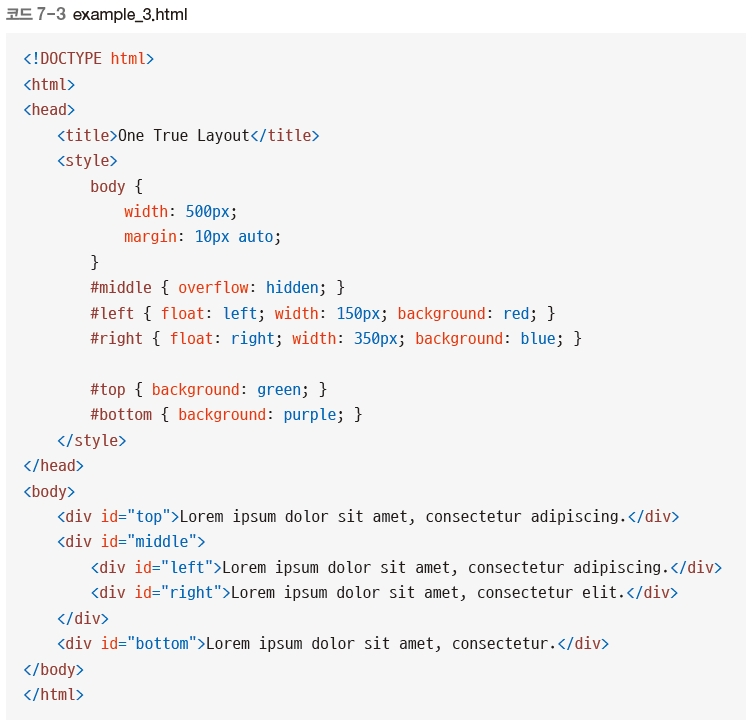 코드 7-3 example_3.html
<!DOCTYPE html>
<html>
<head>
    <title>One True Layout</title>
    <style>
        body {
            width: 500px;
            margin: 10px auto;
        }
        #middle { overflow: hidden; }
        #left { float: left; width: 150px; background: red; }
        #right { float: right; width: 350px; background: blue; }

        #top { background: green; }
        #bottom { background: purple; }
    </style>
</head>
<body>
    <div id="top">Lorem ipsum dolor sit amet, consectetur adipiscing.</div>
    <div id="middle">
        <div id="left">Lorem ipsum dolor sit amet, consectetur adipiscing.</div>
        <div id="right">Lorem ipsum dolor sit amet, consectetur elit.</div>
    </div>
    <div id="bottom">Lorem ipsum dolor sit amet, consectetur.</div>
</body>
</html>